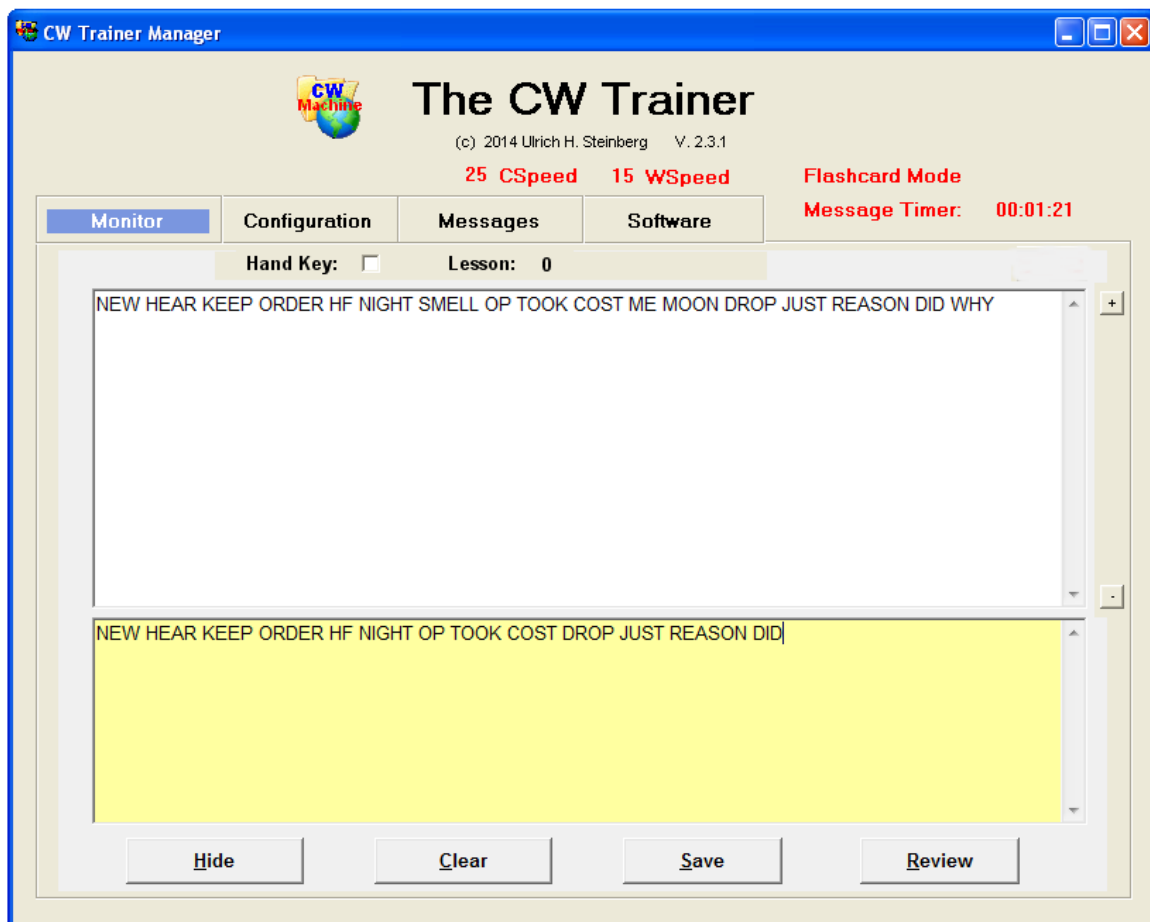 CW Trainer Manager
CW Machine
The CW Trainer
(c) 2014 Ulrich H. Steinberg V. 2.3.1
25 CSpeed 15 WSpeed Flashcard Mode
Message Timer: 00:01:21
Monitor Configuration Messages Software
Hand Key: Lesson: 0
NEW HEAR KEEP ORDER HF NIGHT SMELL OP TOOK COST ME MOON DROP JUST REASON DID WHY
+
-
NEW HEAR KEEP ORDER HF NIGHT OP TOOK COST DROP JUST REASON DID
Hide Clear Save Review